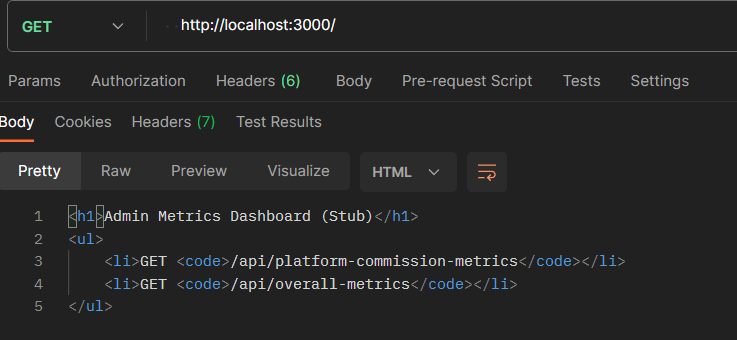 GET http://localhost:3000/
Params Authorization Headers (6) Body Pre-request Script Tests Settings
Body Cookies Headers (7) Test Results
Pretty Raw Preview Visualize HTML
1 <h1>Admin Metrics Dashboard (Stub)</h1>
2 <ul>
3 <li>GET <code>/api/platform-commission-metrics</code></li>
4 <li>GET <code>/api/overall-metrics</code></li>
5 </ul>